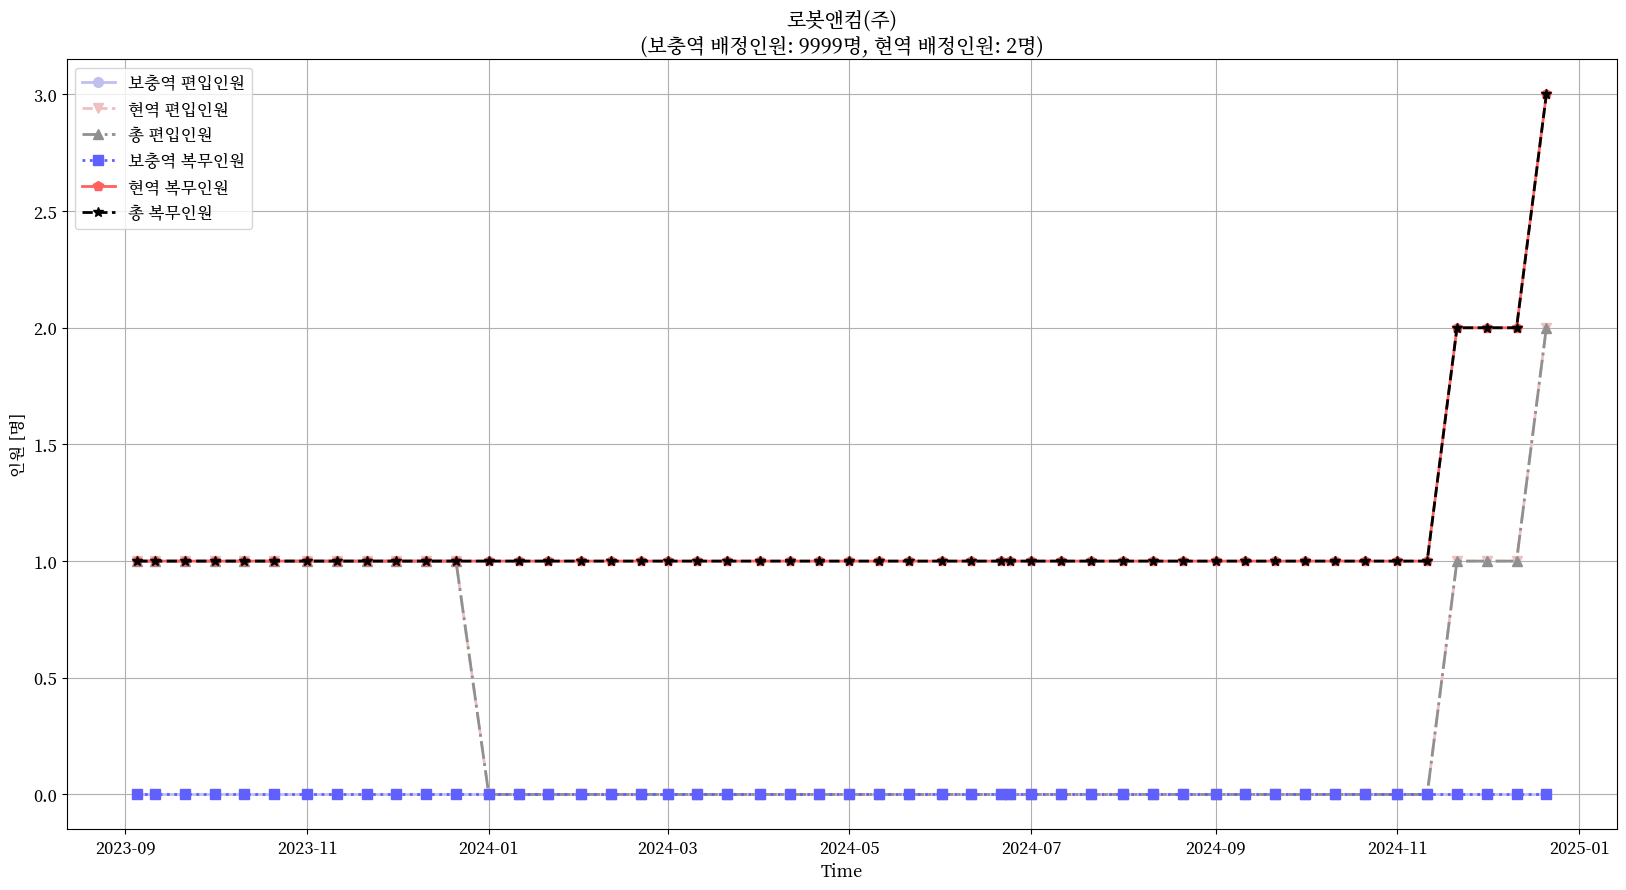 로봇앤컴(주)
(보충역 배정인원: 9999명, 현역 배정인원: 2명)
보충역 편입인원
현역 편입인원
총 편입인원
보충역 복무인원
현역 복무인원
총 복무인원
3.0
2.5
2.0
1.5
1.0
0.5
0.0
인원 [명]
2023-09
2023-11
2024-01
2024-03
2024-05
2024-07
2024-09
2024-11
2025-01
Time